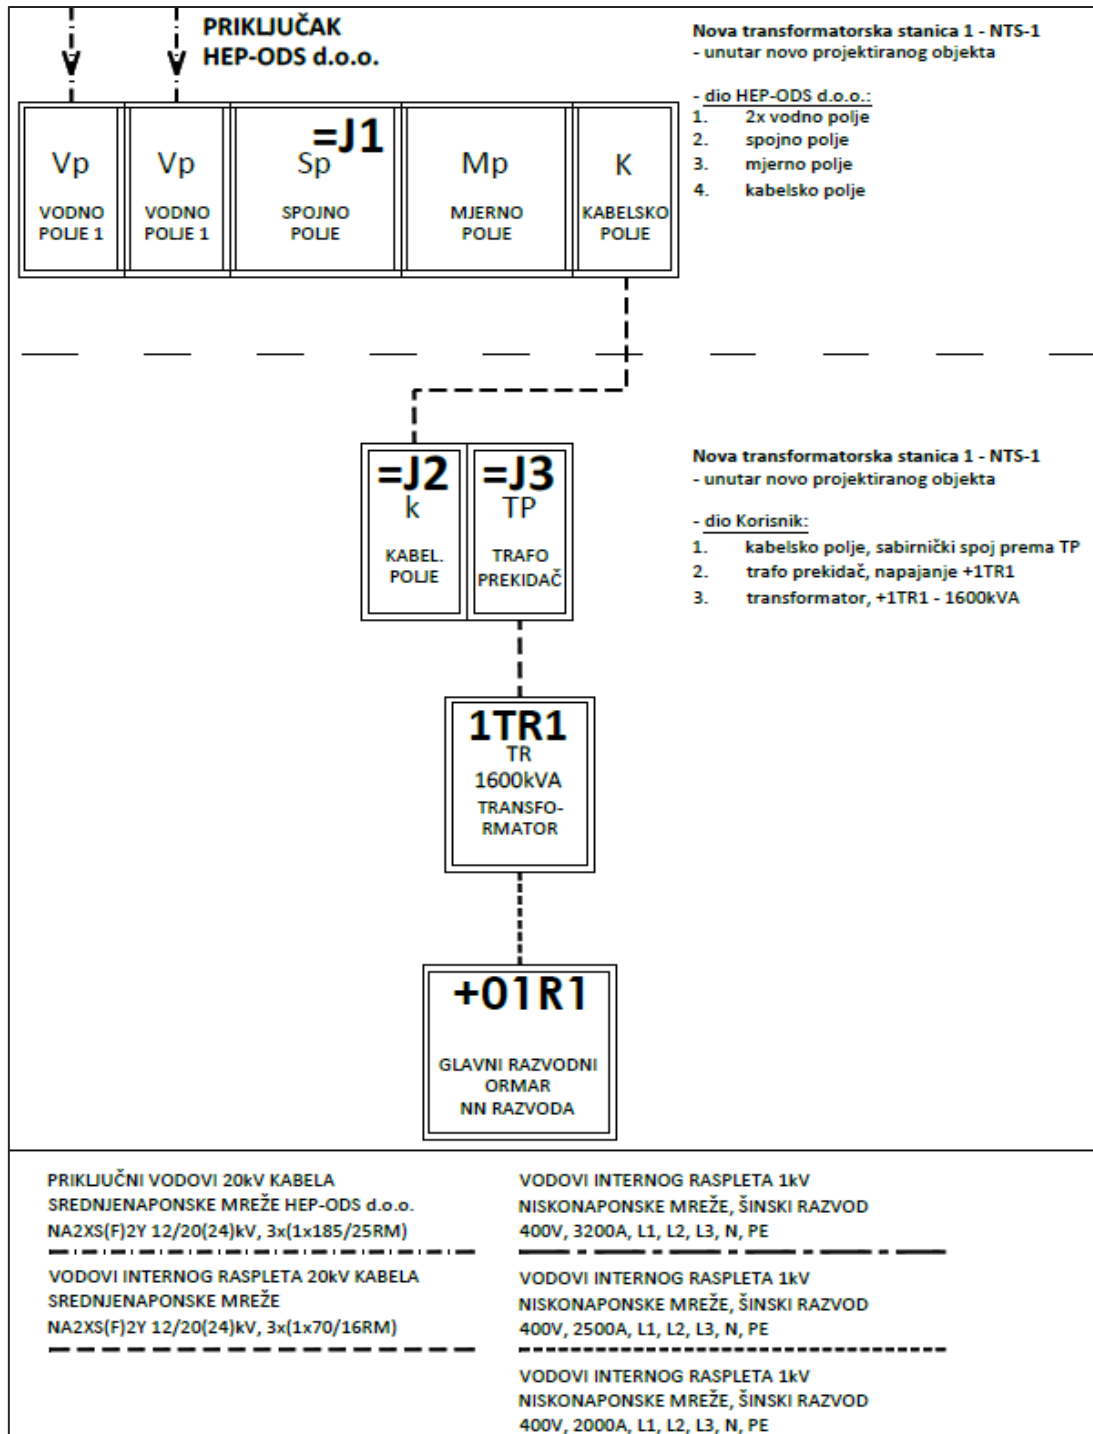 PRIKLJUČAK
HEP-ODS d.o.o.
Nova transformatorska stanica 1 - NTS-1
- unutar novo projektiranog objekta
- dio HEP-ODS d.o.o.:
1. 2x vodno polje
2. spojno polje
3. mjerno polje
4. kabelsko polje
=J1
Vp
VODNO
POLJE 1
Vp
VODNO
POLJE 1
Sp
SPOJNO
POLJE
Mp
MJERNO
POLJE
K
KABELSKO
POLJE
=J2
k
KABEL.
POLJE
=J3
TP
TRAFO
PREKIDAČ
Nova transformatorska stanica 1 - NTS-1
- unutar novo projektiranog objekta
- dio Korisnik:
1. kabelsko polje, sabirnički spoj prema TP
2. trafo prekidač, napajanje +1TR1
3. transformator, +1TR1 - 1600kVA
1TR1
TR
1600kVA
TRANSFO-
RMATOR
+01R1
GLAVNI RAZVODNI
ORMAR
NN RAZVODA
PRIKLJUČNI VODOVI 20kV KABELA
SREDNJENAPONSKE MREŽE HEP-ODS d.o.o.
NA2XS(F)2Y 12/20(24)kV, 3x(1x185/25RM)
VODOVI INTERNOG RASPLETA 20kV KABELA
SREDNJENAPONSKE MREŽE
NA2XS(F)2Y 12/20(24)kV, 3x(1x70/16RM)
VODOVI INTERNOG RASPLETA 1kV
NISKONAPONSKE MREŽE, ŠINSKI RAZVOD
400V, 3200A, L1, L2, L3, N, PE
VODOVI INTERNOG RASPLETA 1kV
NISKONAPONSKE MREŽE, ŠINSKI RAZVOD
400V, 2500A, L1, L2, L3, N, PE
VODOVI INTERNOG RASPLETA 1kV
NISKONAPONSKE MREŽE, ŠINSKI RAZVOD
400V, 2000A, L1, L2, L3, N, PE